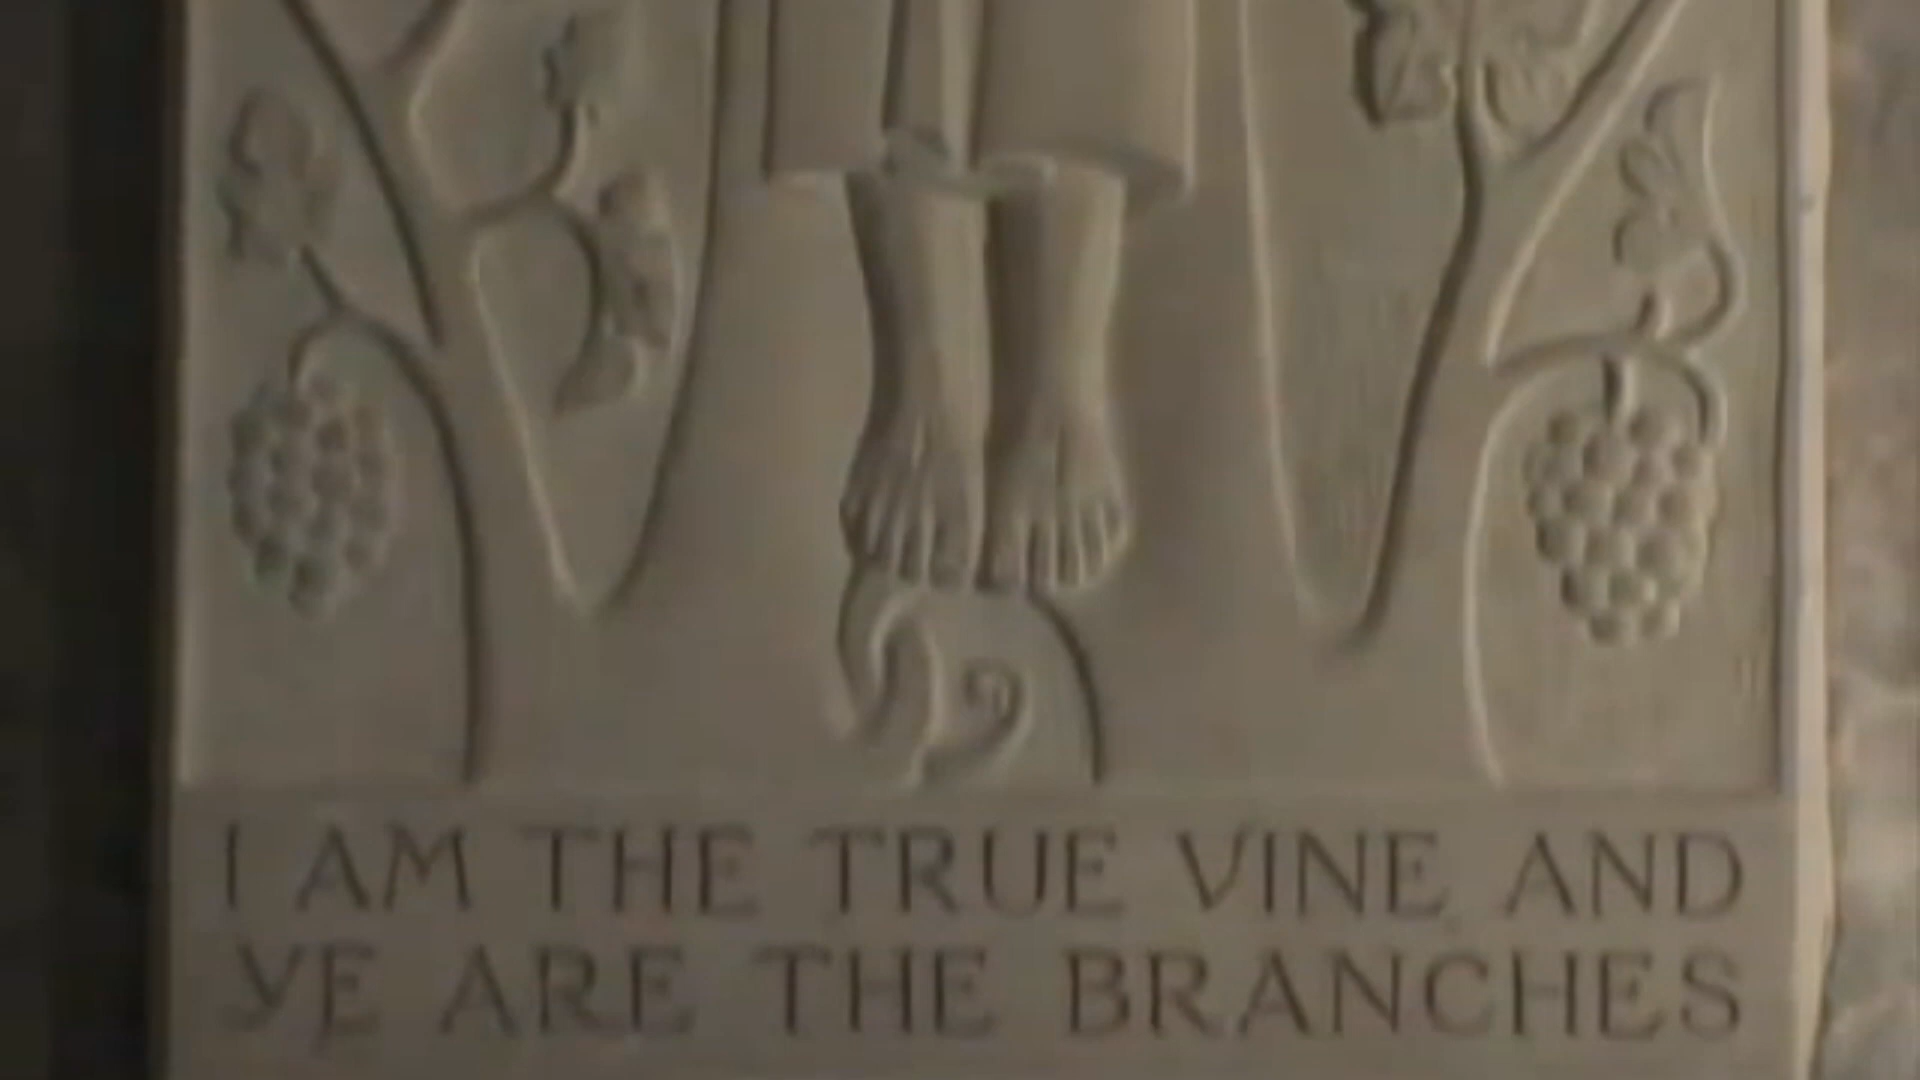 I AM THE TRUE VINE AND
YE ARE THE BRANCHES